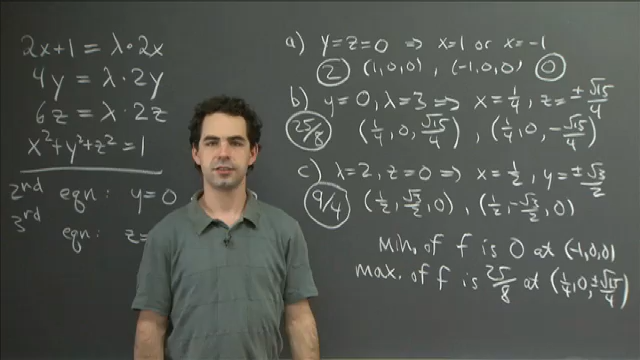 2x+1 = λ·2x
4y = λ·2y
6z = λ·2z
x²+y²+z² = 1
2nd eqn: y=0
3rd eqn: z=
a) y=z=0 ⇒ x=1 or x=-1
2 (1,0,0) , (-1,0,0) 0
b) y=0, λ=3 ⇒ x=1/4, z=±√15/4
25/8 (1/4, 0, √15/4) , (1/4, 0, -√15/4)
c) λ=2, z=0 ⇒ x=1/2, y=±√3/2
9/4 (1/2, √3/2, 0) , (1/2, -√3/2, 0)
Min. of f is 0 at (-1,0,0)
max. of f is 25/8 at (1/4, 0, ±√15/4)